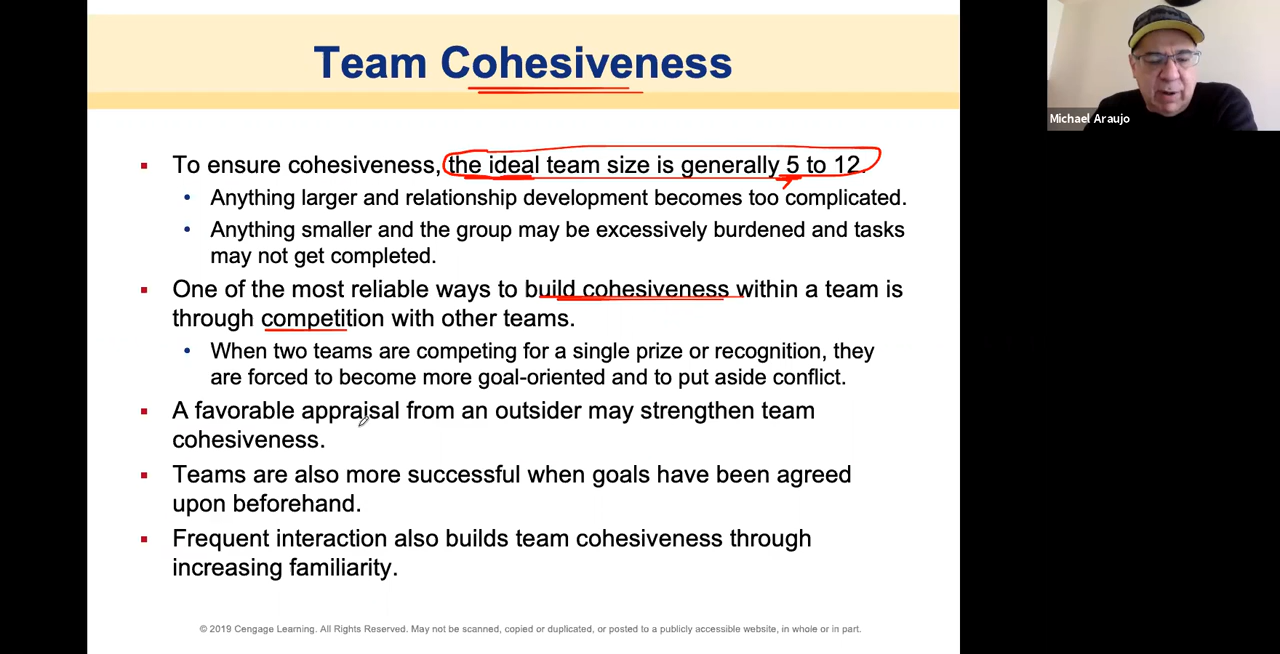 Team Cohesiveness
Michael Araujo
▪ To ensure cohesiveness, the ideal team size is generally 5 to 12.
• Anything larger and relationship development becomes too complicated.
• Anything smaller and the group may be excessively burdened and tasks
may not get completed.
▪ One of the most reliable ways to build cohesiveness within a team is
through competition with other teams.
• When two teams are competing for a single prize or recognition, they
are forced to become more goal-oriented and to put aside conflict.
▪ A favorable appraisal from an outsider may strengthen team
cohesiveness.
▪ Teams are also more successful when goals have been agreed
upon beforehand.
▪ Frequent interaction also builds team cohesiveness through
increasing familiarity.
© 2019 Cengage Learning. All Rights Reserved. May not be scanned, copied or duplicated, or posted to a publicly accessible website, in whole or in part.